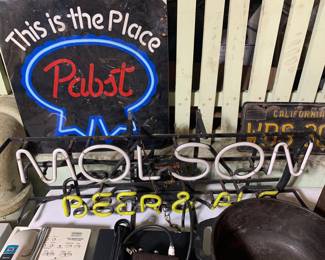 This is the Place
Pabst
CALIFORNIA
MOLSON
BEER & ALE